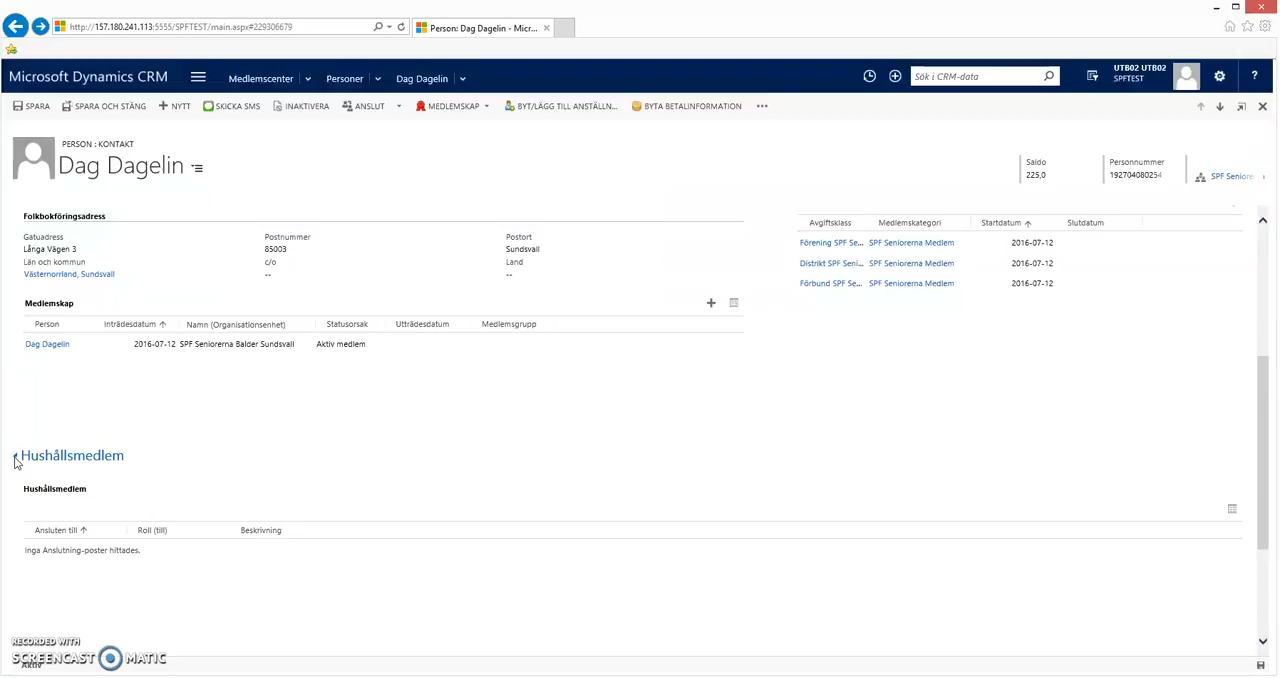 http://157.180.241.113:5555/SPFTEST/main.aspx#229306679
Person: Dag Dagelin - Micr...
Microsoft Dynamics CRM
Medlemscenter
Personer
Dag Dagelin
Sök i CRM-data
UTB02 UTB02
SPFTEST
?
SPARA
SPARA OCH STÄNG
NYTT
SKICKA SMS
INAKTIVERA
ANSLUT
MEDLEMSKAP
BYT/LÄGG TILL ANSTÄLLN...
BYTA BETALINFORMATION
PERSON : KONTAKT
Dag Dagelin
Saldo
225,0
Personnummer
192704080254
SPF Seniore
Folkbokföringsadress
Gatuadress
Långa Vägen 3
Postnummer
85003
Postort
Sundsvall
Län och kommun
Västernorrland, Sundsvall
c/o
--
Land
--
Avgiftsklass Medlemskategori Startdatum Slutdatum
Förening SPF Se... SPF Seniorerna Medlem 2016-07-12
Distrikt SPF Seni... SPF Seniorerna Medlem 2016-07-12
Förbund SPF Se... SPF Seniorerna Medlem 2016-07-12
Medlemskap
Person Inträdesdatum Namn (Organisationsenhet) Statusorsak Utträdesdatum Medlemsgrupp
Dag Dagelin 2016-07-12 SPF Seniorerna Balder Sundsvall Aktiv medlem
Hushållsmedlem
Hushållsmedlem
Ansluten till Roll (till) Beskrivning
Inga Anslutning-poster hittades.
RECORDED WITH
SCREENCAST MATIC
Aktiv